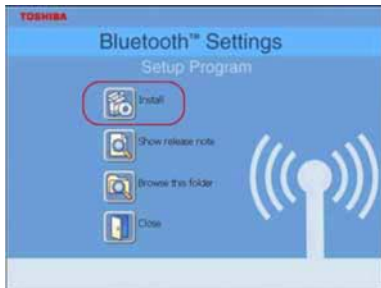 TOSHIBA
Bluetooth™ Settings
Setup Program
Install
Show release note
Browse this folder
Close